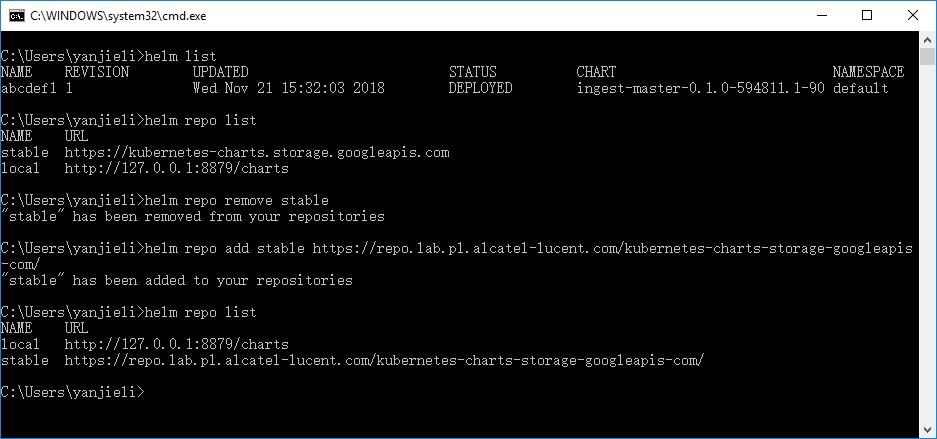 C:\WINDOWS\system32\cmd.exe
C:\Users\yanjieli>helm list
NAME    REVISION        UPDATED                         STATUS          CHART                           NAMESPACE
abcdef1 1               Wed Nov 21 15:32:03 2018        DEPLOYED        ingest-master-0.1.0-594811.1-90 default
C:\Users\yanjieli>helm repo list
NAME    URL
stable  https://kubernetes-charts.storage.googleapis.com
local   http://127.0.0.1:8879/charts
C:\Users\yanjieli>helm repo remove stable
"stable" has been removed from your repositories
C:\Users\yanjieli>helm repo add stable https://repo.lab.pl.alcatel-lucent.com/kubernetes-charts-storage-googleapis
-com/
"stable" has been added to your repositories
C:\Users\yanjieli>helm repo list
NAME    URL
local   http://127.0.0.1:8879/charts
stable  https://repo.lab.pl.alcatel-lucent.com/kubernetes-charts-storage-googleapis-com/
C:\Users\yanjieli>